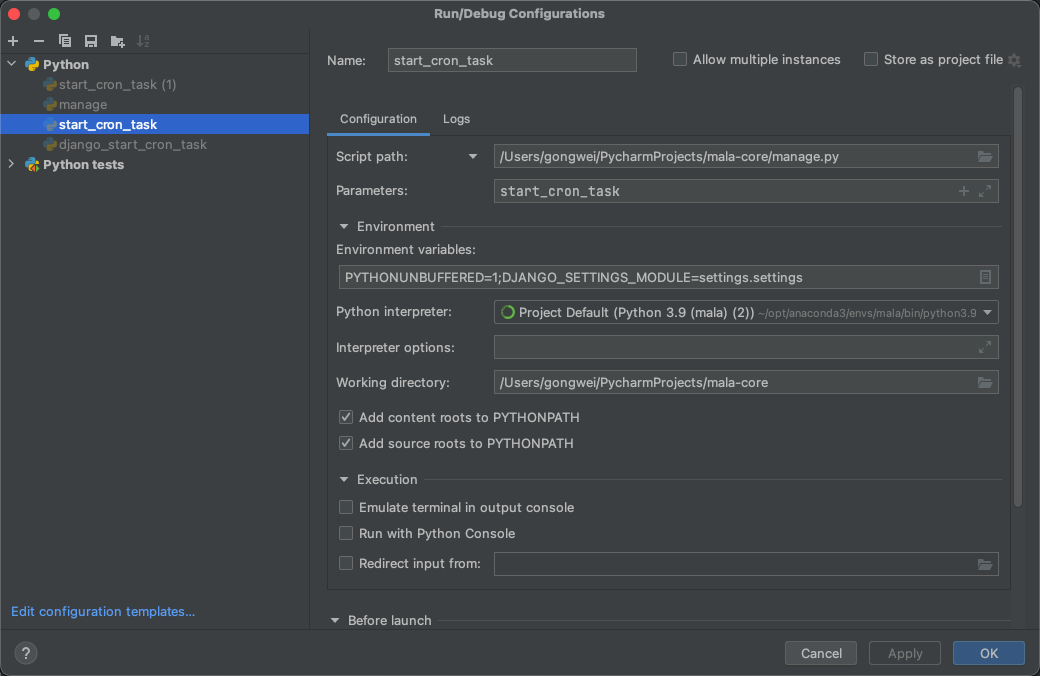 Run/Debug Configurations
Python
start_cron_task (1)
manage
start_cron_task
django_start_cron_task
Python tests
Edit configuration templates...
Name: start_cron_task Allow multiple instances Store as project file
Configuration Logs
Script path: /Users/gongwei/PycharmProjects/mala-core/manage.py
Parameters: start_cron_task
Environment
Environment variables:
PYTHONUNBUFFERED=1;DJANGO_SETTINGS_MODULE=settings.settings
Python interpreter: Project Default (Python 3.9 (mala) (2)) ~/opt/anaconda3/envs/mala/bin/python3.9
Interpreter options:
Working directory: /Users/gongwei/PycharmProjects/mala-core
Add content roots to PYTHONPATH
Add source roots to PYTHONPATH
Execution
Emulate terminal in output console
Run with Python Console
Redirect input from:
Before launch
? Cancel Apply OK